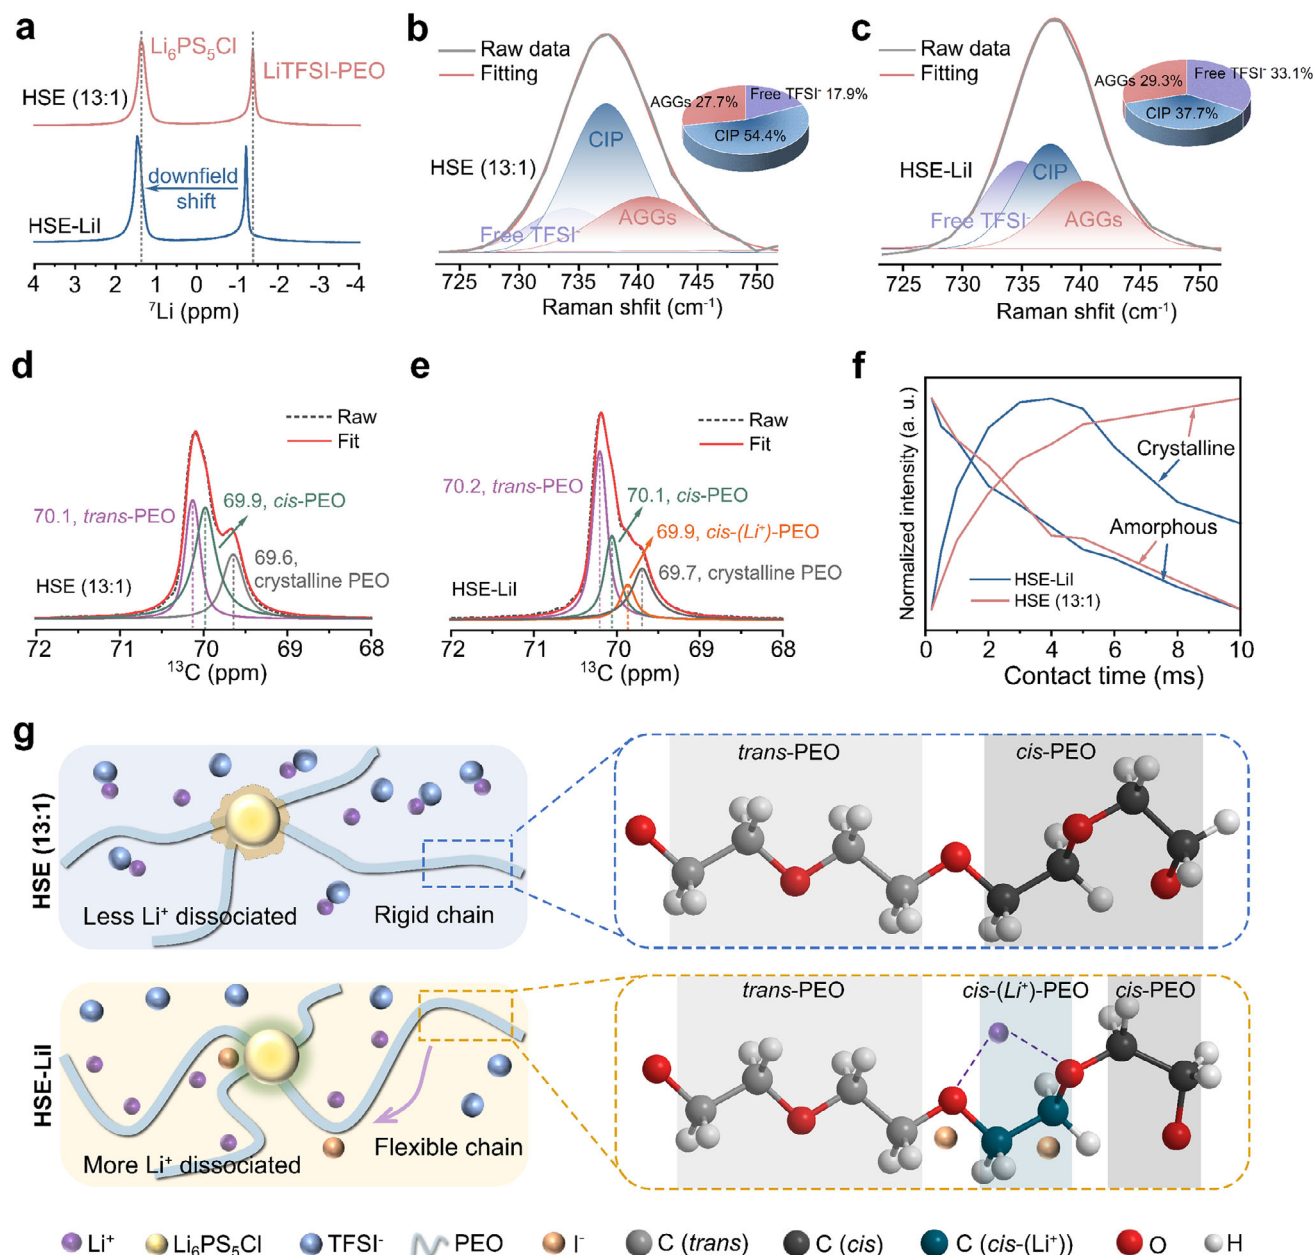 a
Li₆PS₅Cl
LiTFSI-PEO
HSE (13:1)
downfield
shift
HSE-LiI
4 3 2 1 0 -1 -2 -3 -4
⁷Li (ppm)
b
Raw data
Fitting
AGGs 27.7%
Free TFSI⁻ 17.9%
CIP 54.4%
HSE (13:1)
CIP
AGGs
Free TFSI⁻
725 730 735 740 745 750
Raman shfit (cm⁻¹)
c
Raw data
Fitting
Free TFSI⁻ 33.1%
AGGs 29.3%
CIP 37.7%
HSE-LiI
CIP
Free TFSI⁻
AGGs
725 730 735 740 745 750
Raman shfit (cm⁻¹)
d
Raw
Fit
69.9, cis-PEO
70.1, trans-PEO
69.6,
crystalline PEO
HSE (13:1)
72 71 70 69 68
¹³C (ppm)
e
Raw
Fit
70.2, trans-PEO
70.1, cis-PEO
69.9, cis-(Li⁺)-PEO
69.7, crystalline PEO
HSE-LiI
72 71 70 69 68
¹³C (ppm)
f
Normalized intensity (a. u.)
Crystalline
Amorphous
HSE-LiI
HSE (13:1)
0 2 4 6 8 10
Contact time (ms)
g
HSE (13:1)
Less Li⁺ dissociated
Rigid chain
trans-PEO
cis-PEO
HSE-LiI
More Li⁺ dissociated
Flexible chain
trans-PEO
cis-(Li⁺)-PEO
cis-PEO
Li⁺ Li₆PS₅Cl TFSI⁻ PEO I⁻ C (trans) C (cis) C (cis-(Li⁺)) O H